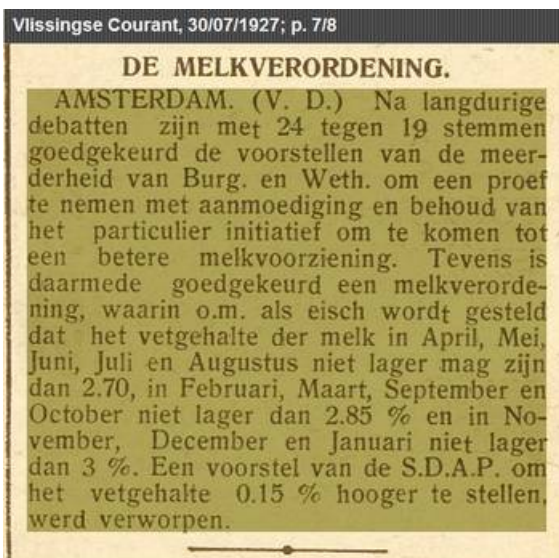 Vlissingse Courant, 30/07/1927; p. 7/8
DE MELKVERORDENING.
AMSTERDAM. (V. D.) Na langdurige
debatten zijn met 24 tegen 19 stemmen
goedgekeurd de voorstellen van de meer-
derheid van Burg. en Weth. om een proef
te nemen met aanmoediging en behoud van
het particulier initiatief om te komen tot
een betere melkvoorziening. Tevens is
daarmede goedgekeurd een melkverorde-
ning, waarin o.m. als eisch wordt gesteld
dat het vetgehalte der melk in April, Mei,
Juni, Juli en Augustus niet lager mag zijn
dan 2.70, in Februari, Maart, September en
October niet lager dan 2.85 % en in No-
vember, December en Januari niet lager
dan 3 %. Een voorstel van de S.D.A.P. om
het vetgehalte 0.15 % hooger te stellen,
werd verworpen.